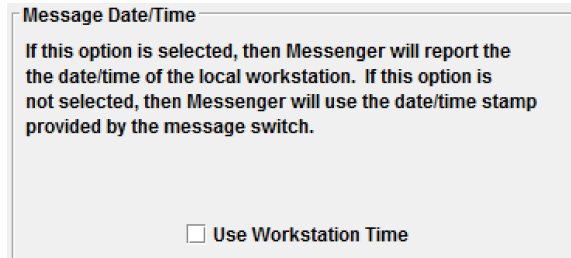 Message Date/Time
If this option is selected, then Messenger will report the
the date/time of the local workstation.  If this option is
not selected, then Messenger will use the date/time stamp
provided by the message switch.
Use Workstation Time